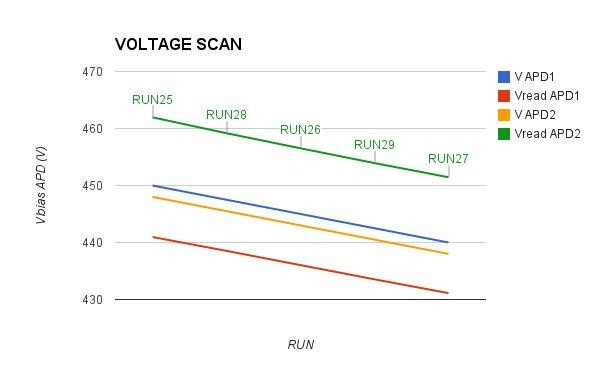 VOLTAGE SCAN
470
460
450
440
430
Vbias APD (V)
RUN25
RUN28
RUN26
RUN29
RUN27
RUN
V APD1
Vread APD1
V APD2
Vread APD2